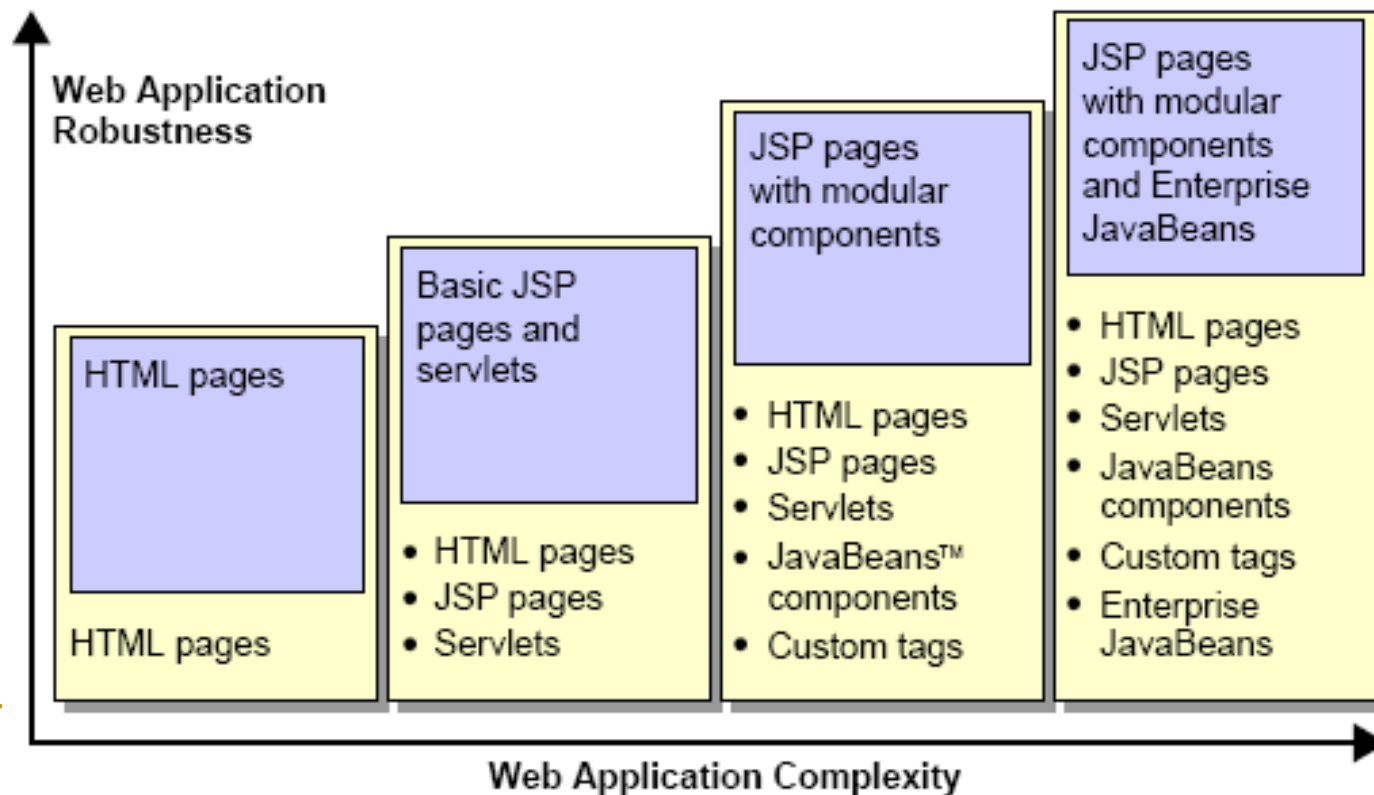 Web Application
Robustness
HTML pages
HTML pages
Basic JSP
pages and
servlets
• HTML pages
• JSP pages
• Servlets
JSP pages
with modular
components
• HTML pages
• JSP pages
• Servlets
• JavaBeans™
components
• Custom tags
JSP pages
with modular
components
and Enterprise
JavaBeans
• HTML pages
• JSP pages
• Servlets
• JavaBeans
components
• Custom tags
• Enterprise
JavaBeans
Web Application Complexity